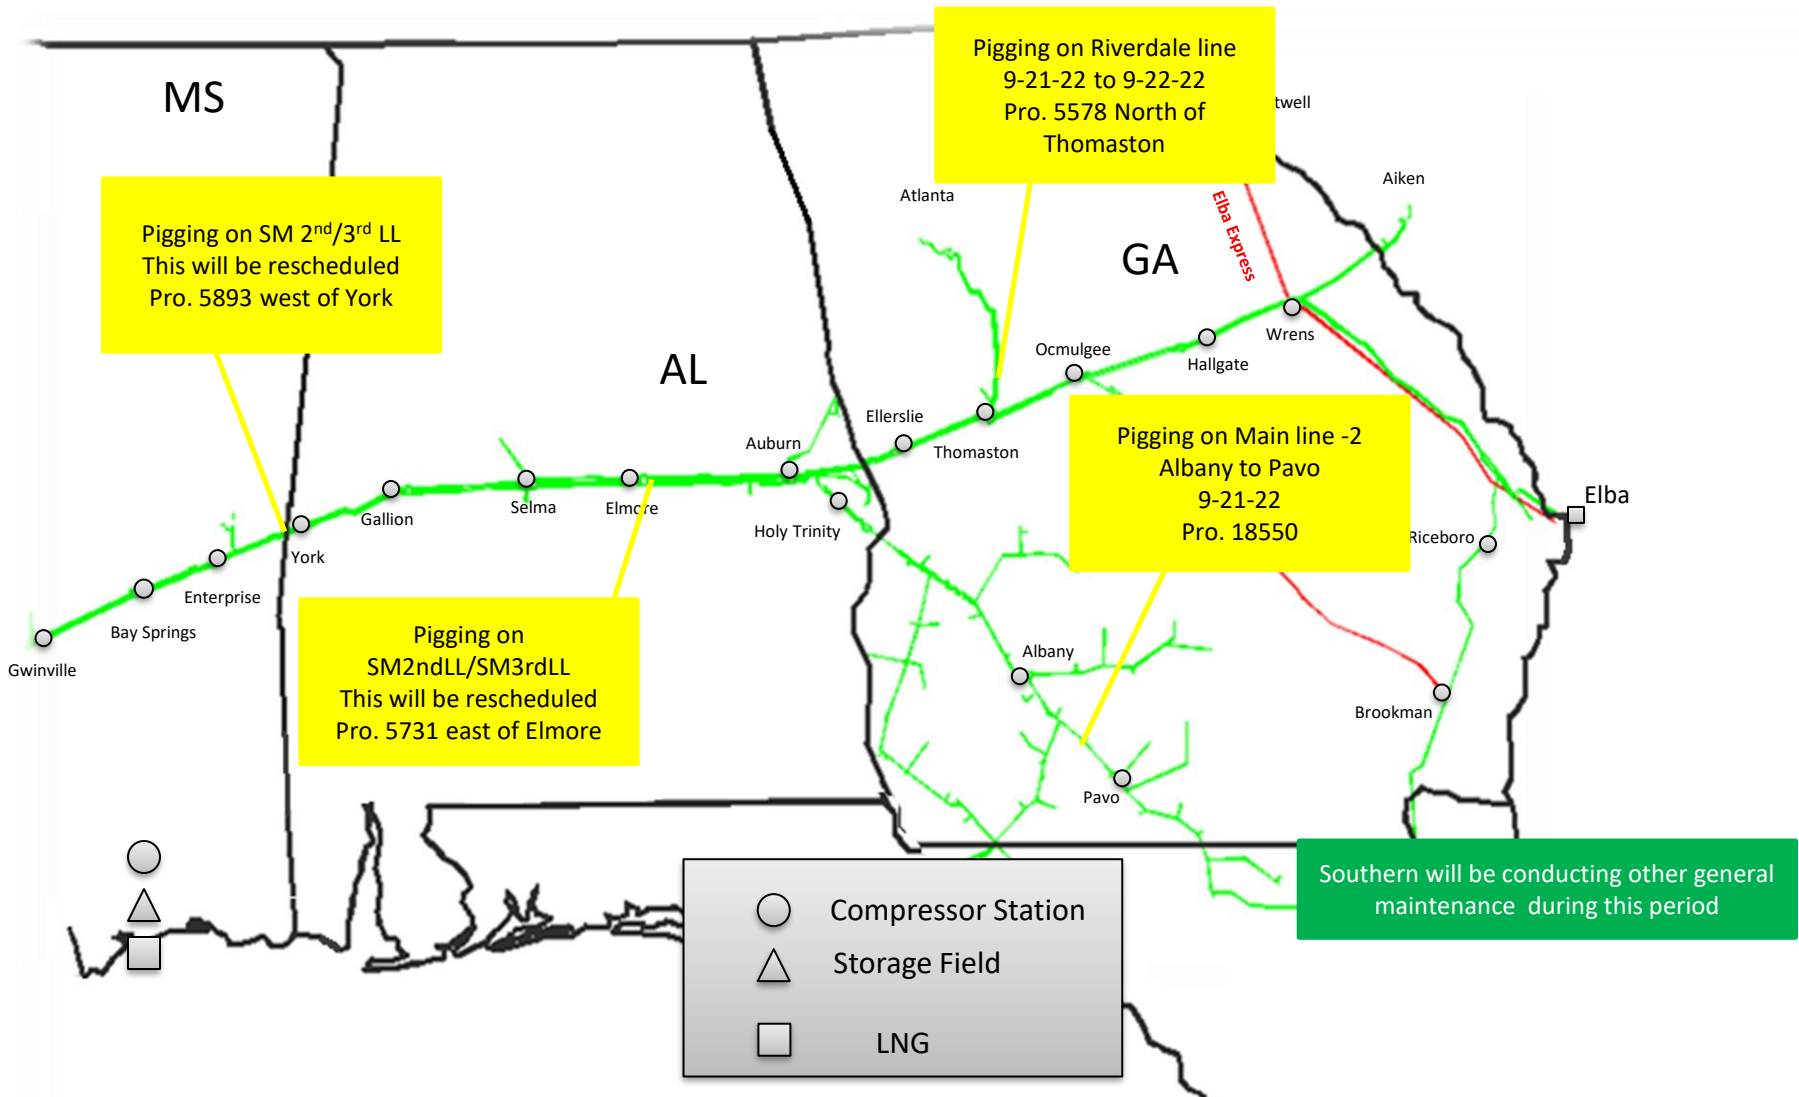 Pigging on Riverdale line
9-21-22 to 9-22-22
Pro. 5578 North of
Thomaston
MS
twell
Aiken
Atlanta
Elba Express
Pigging on SM 2nd/3rd LL
This will be rescheduled
Pro. 5893 west of York
GA
Wrens
Ocmulgee
Hallgate
AL
Ellerslie
Auburn
Thomaston
Pigging on Main line -2
Albany to Pavo
9-21-22
Pro. 18550
Elba
Gallion
Selma
Elmore
Holy Trinity
Riceboro
York
Enterprise
Bay Springs
Gwinville
Pigging on
SM2ndLL/SM3rdLL
This will be rescheduled
Pro. 5731 east of Elmore
Albany
Brookman
Pavo
Southern will be conducting other general
maintenance during this period
Compressor Station
Storage Field
LNG